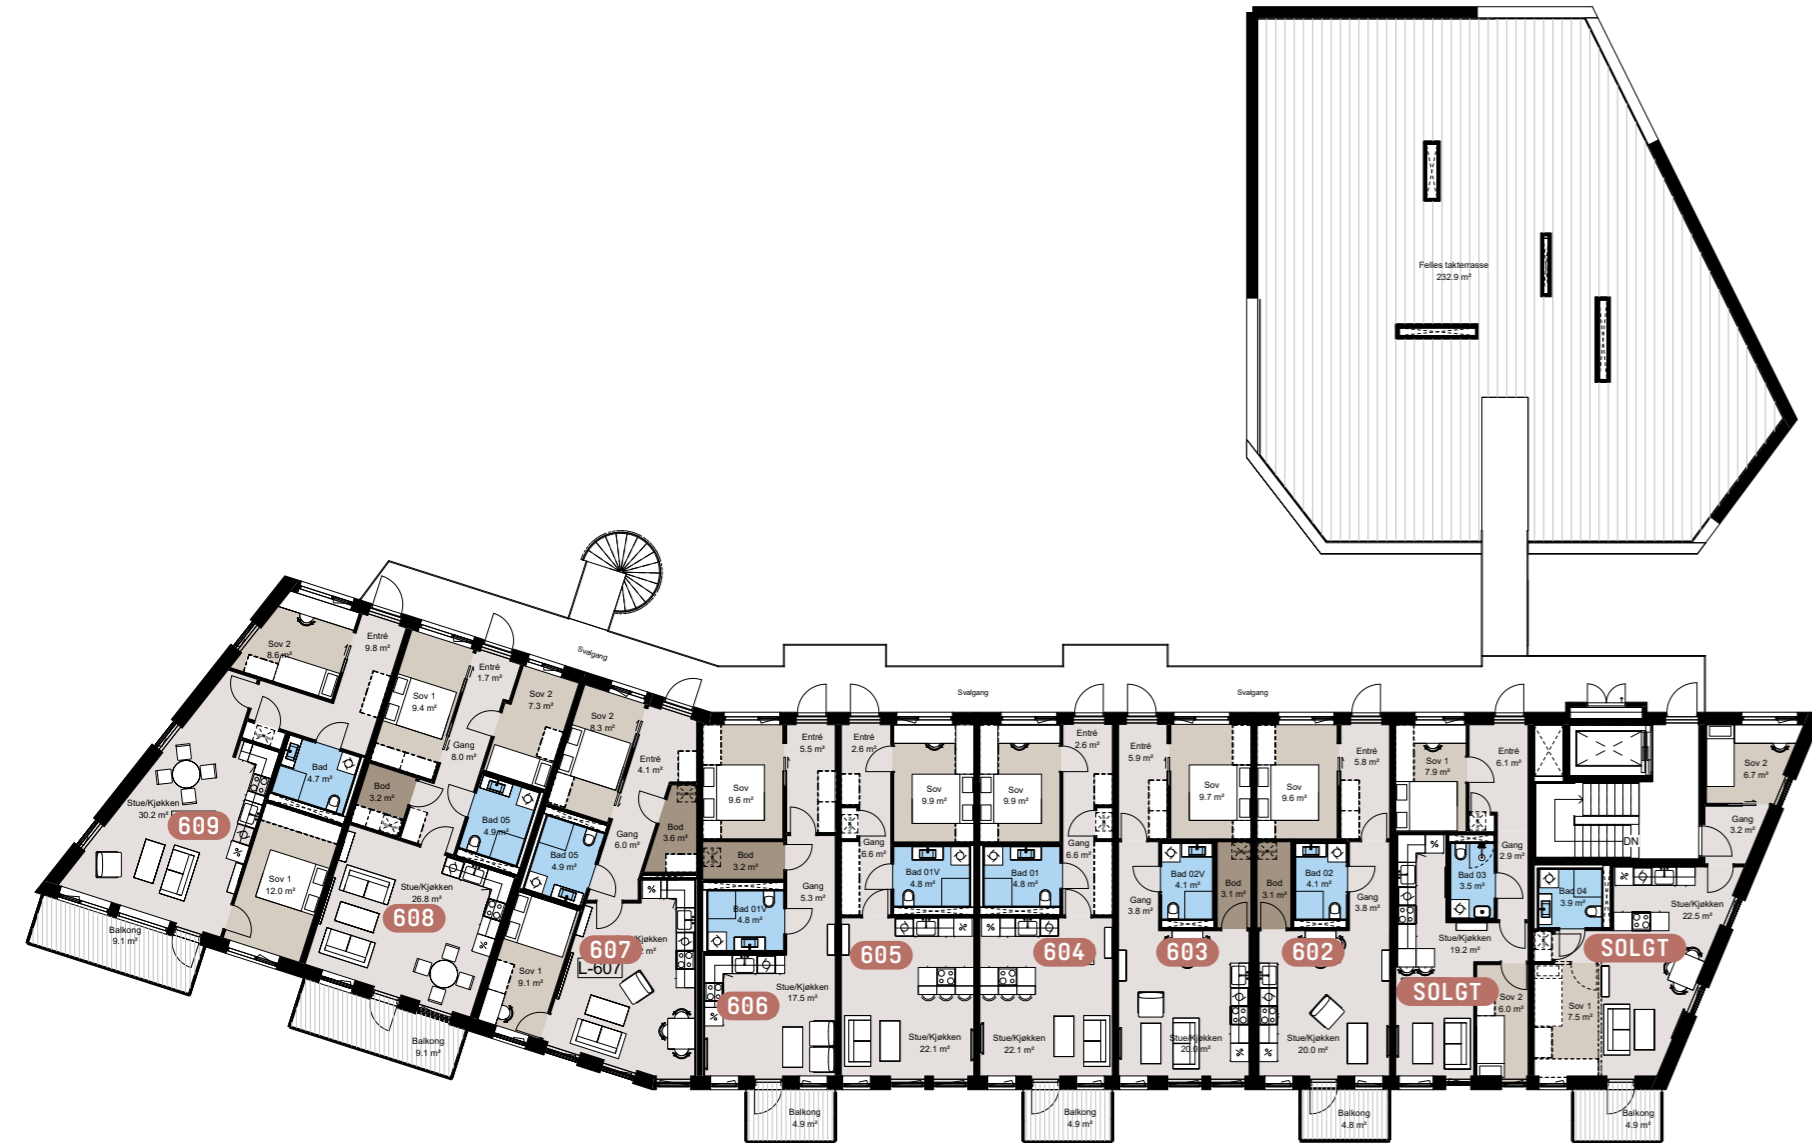 Felles takterrasse
232.9 m²
Svalgang
Svalgang
Svalgang
Sov 2
8.6 m²
Entré
9.8 m²
Bad
4.7 m²
Stue/Kjøkken
30.2 m²
609
Sov 1
12.0 m²
Balkong
9.1 m²
Sov 1
9.4 m²
Entré
1.7 m²
Sov 2
7.3 m²
Gang
8.0 m²
Bod
3.2 m²
Bad 05
4.9 m²
Stue/Kjøkken
26.8 m²
608
Balkong
9.1 m²
Sov 2
8.3 m²
Entré
4.1 m²
Bod
3.6 m²
Gang
6.0 m²
Bad 05
4.9 m²
607
L-607
Sov 1
9.1 m²
Sov
9.6 m²
Entré
5.5 m²
Bod
3.2 m²
Gang
5.3 m²
Bad 01V
4.8 m²
606
Stue/Kjøkken
17.5 m²
Balkong
4.9 m²
Entré
2.6 m²
Sov
9.9 m²
Gang
6.6 m²
Bad 01V
4.8 m²
605
Stue/Kjøkken
22.1 m²
Sov
9.9 m²
Entré
2.6 m²
Gang
6.6 m²
Bad 01
4.8 m²
604
Stue/Kjøkken
22.1 m²
Balkong
4.9 m²
Entré
5.9 m²
Sov
9.7 m²
Bad 02V
4.1 m²
Bod
3.1 m²
Gang
3.8 m²
603
Stue/Kjøkken
20.0 m²
Sov
9.6 m²
Entré
5.8 m²
Bod
3.1 m²
Bad 02
4.1 m²
Gang
3.8 m²
602
Stue/Kjøkken
20.0 m²
Balkong
4.8 m²
Sov 1
7.9 m²
Entré
6.1 m²
Gang
2.9 m²
Bad 03
3.5 m²
Stue/Kjøkken
19.2 m²
SOLGT
Sov 2
6.0 m²
DN
Sov 2
6.7 m²
Gang
3.2 m²
Bad 04
3.9 m²
Stue/Kjøkken
22.5 m²
SOLGT
Sov 1
7.5 m²
Balkong
4.9 m²